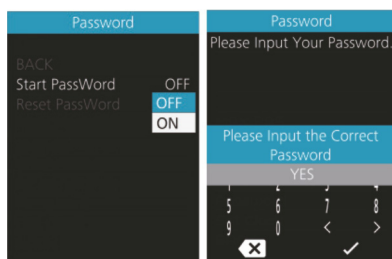 Password
BACK
Start PassWord OFF
Reset PassWord OFF
ON
Password
Please Input Your Password.
Please Input the Correct
Password
YES
5 6 7 8
9 0 < >